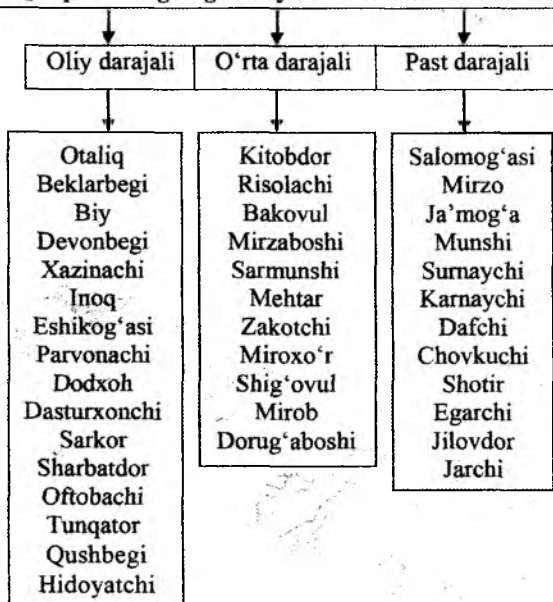 Oliy darajali
O‘rta darajali
Past darajali
Otaliq
Beklarbegi
Biy
Devonbegi
Xazinachi
Inoq
Eshikog‘asi
Parvonachi
Dodxoh
Dasturxonchi
Sarkor
Sharbatdor
Oftobachi
Tunqator
Qushbegi
Hidoyatchi
Kitobdor
Risolachi
Bakovul
Mirzaboshi
Sarmunshi
Mehtar
Zakotchi
Miroxo‘r
Shig‘ovul
Mirob
Dorug‘aboshi
Salomog‘asi
Mirzo
Ja’mog‘a
Munshi
Surnaychi
Karnaychi
Dafchi
Chovkuchi
Shotir
Egarchi
Jilovdor
Jarchi